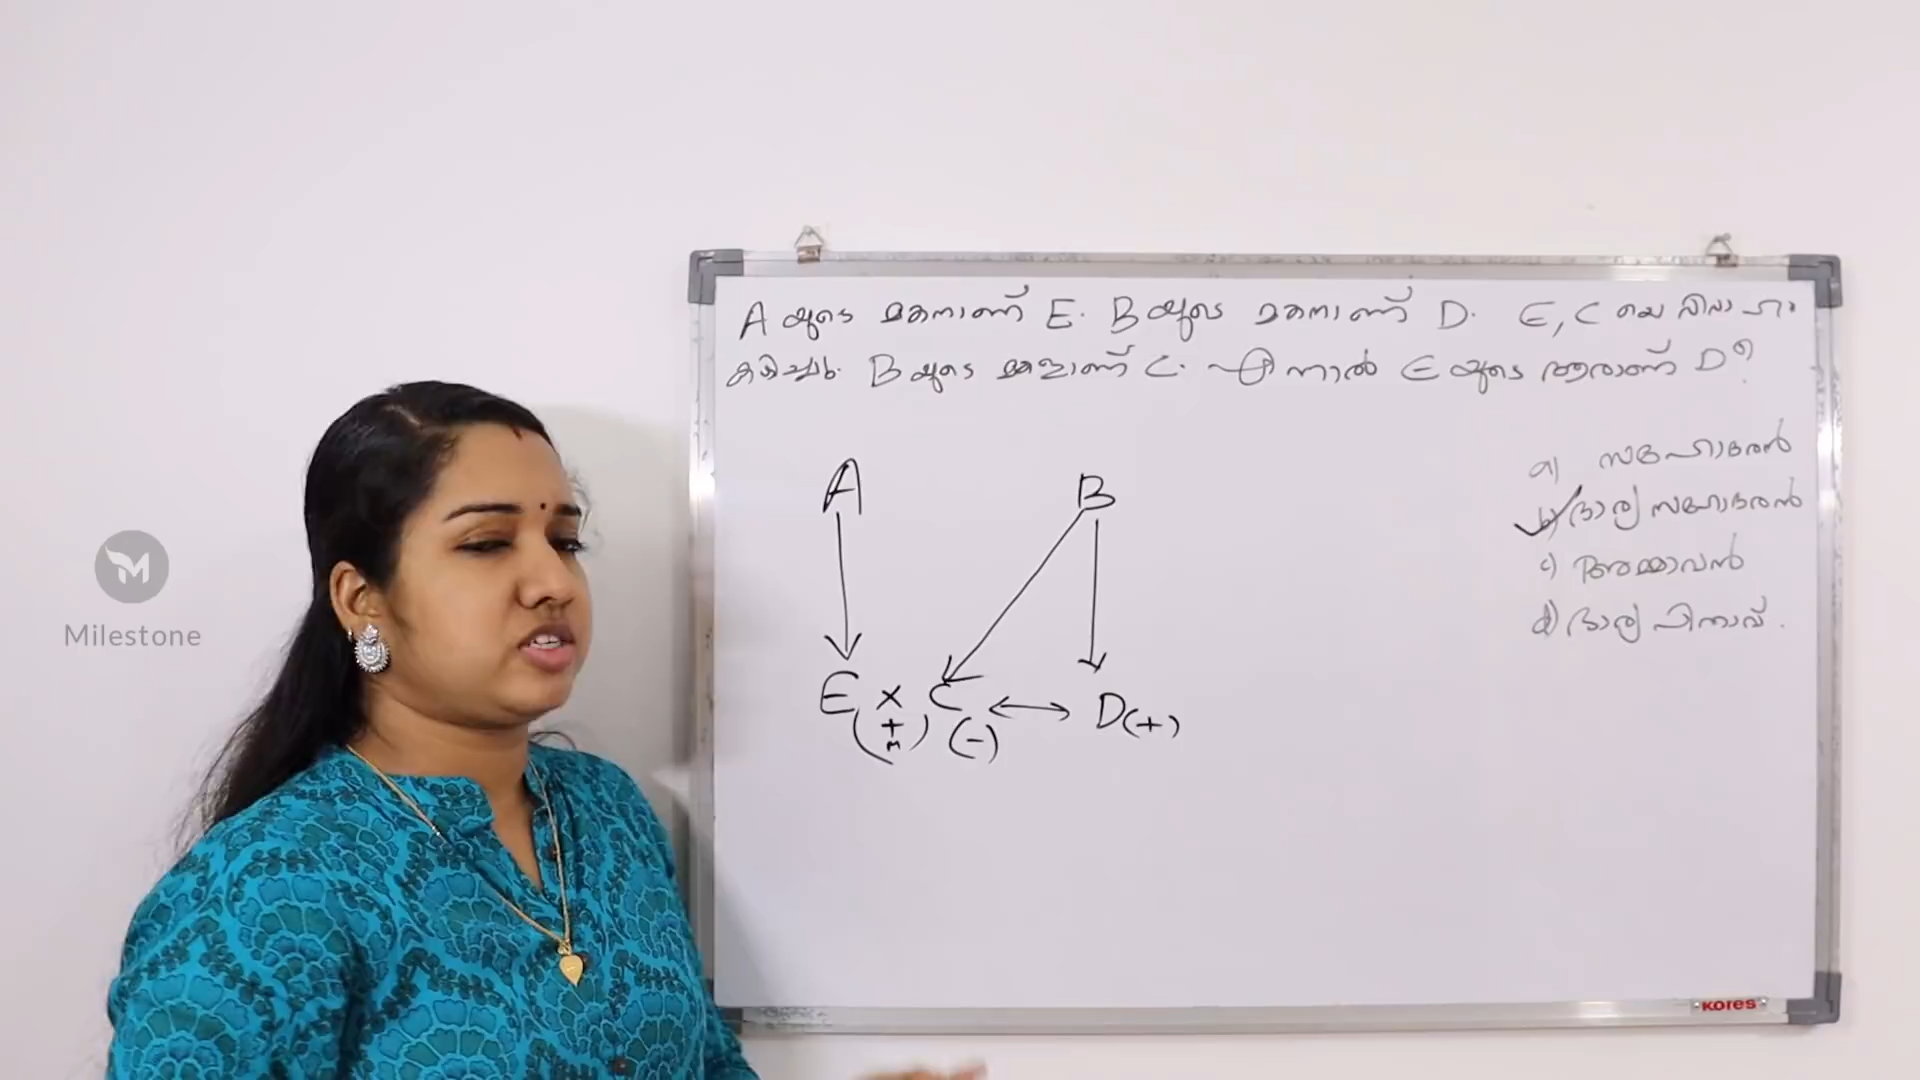 A യുടെ മകനാണ് E. B യുടെ മകനാണ് D. E, C യെ വിവാഹം
കഴിച്ചു. B യുടെ മകളാണ് C. എന്നാൽ E യുടെ ആരാണ് D?
a) സഹോദരൻ
b) ഭാര്യ സഹോദരൻ
c) അമ്മാവൻ
d) ഭാര്യ പിതാവ്.
A B
E × C ↔ D (+)
(+ m) (-)
M
Milestone
KORES